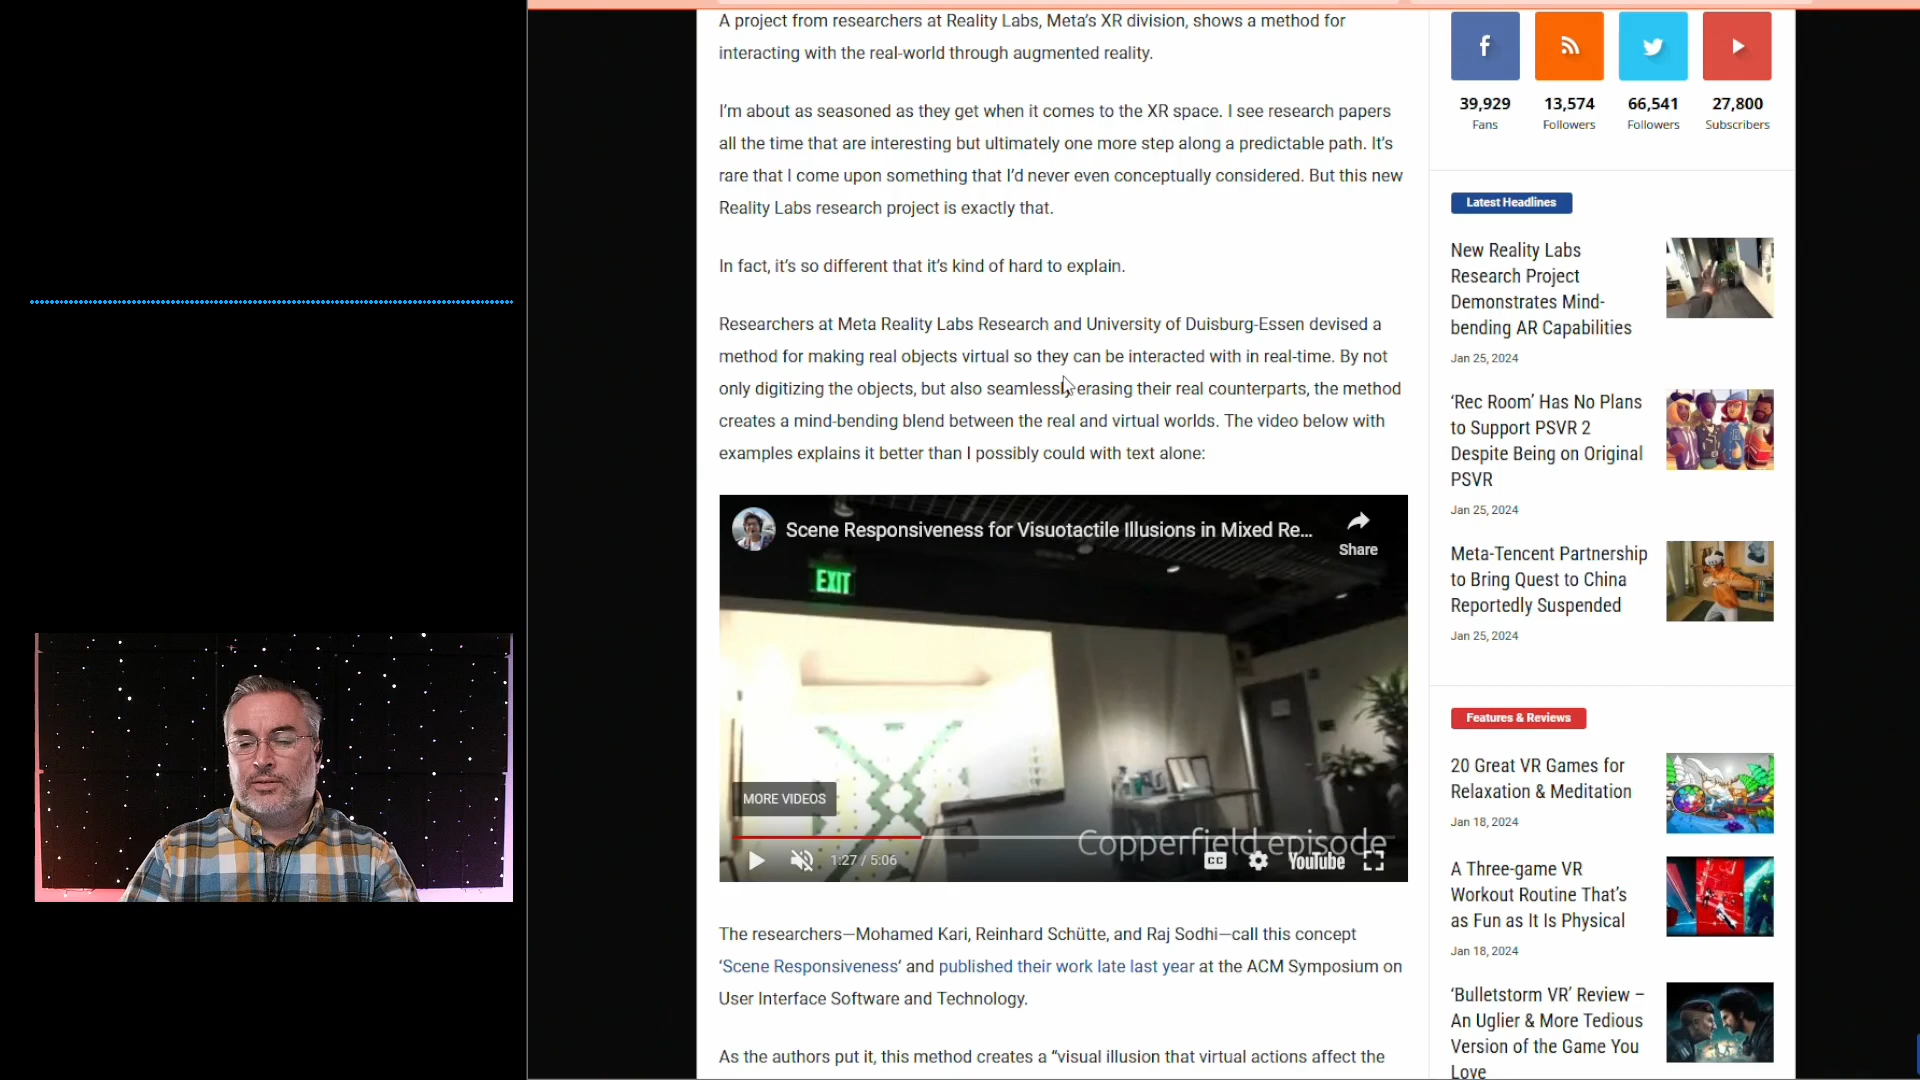 A project from researchers at Reality Labs, Meta's XR division, shows a method for
interacting with the real-world through augmented reality.
I'm about as seasoned as they get when it comes to the XR space. I see research papers
all the time that are interesting but ultimately one more step along a predictable path. It's
rare that I come upon something that I'd never even conceptually considered. But this new
Reality Labs research project is exactly that.
In fact, it's so different that it's kind of hard to explain.
Researchers at Meta Reality Labs Research and University of Duisburg-Essen devised a
method for making real objects virtual so they can be interacted with in real-time. By not
only digitizing the objects, but also seamlessly erasing their real counterparts, the method
creates a mind-bending blend between the real and virtual worlds. The video below with
examples explains it better than I possibly could with text alone:
Scene Responsiveness for Visuotactile Illusions in Mixed Re...
Share
EXIT
MORE VIDEOS
Copperfield episode
1:27 / 5:06
CC
YouTube
The researchers—Mohamed Kari, Reinhard Schütte, and Raj Sodhi—call this concept
‘Scene Responsiveness’ and published their work late last year at the ACM Symposium on
User Interface Software and Technology.
As the authors put it, this method creates a “visual illusion that virtual actions affect the
39,929 13,574 66,541 27,800
Fans Followers Followers Subscribers
Latest Headlines
New Reality Labs
Research Project
Demonstrates Mind-
bending AR Capabilities
Jan 25, 2024
‘Rec Room’ Has No Plans
to Support PSVR 2
Despite Being on Original
PSVR
Jan 25, 2024
Meta-Tencent Partnership
to Bring Quest to China
Reportedly Suspended
Jan 25, 2024
Features & Reviews
20 Great VR Games for
Relaxation & Meditation
Jan 18, 2024
A Three-game VR
Workout Routine That's
as Fun as It Is Physical
Jan 18, 2024
‘Bulletstorm VR’ Review –
An Uglier & More Tedious
Version of the Game You
Love